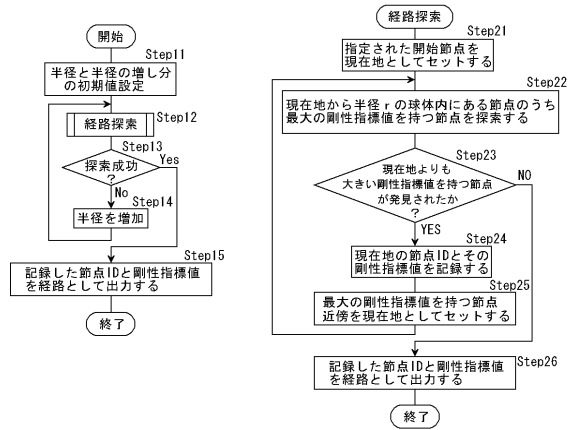 開始
Step11
半径と半径の増し分
の初期値設定
経路探索
Step12
Step13
探索成功
?
Yes
No
Step14
半径を増加
Step15
記録した節点IDと剛性指標値
を経路として出力する
終了
経路探索
Step21
指定された開始節点を
現在地としてセットする
Step22
現在地から半径rの球体内にある節点のうち
最大の剛性指標値を持つ節点を探索する
Step23
現在地よりも
大きい剛性指標値を持つ節点
が発見されたか
?
NO
YES
Step24
現在地の節点IDとその
剛性指標値を記録する
Step25
最大の剛性指標値を持つ節点
近傍を現在地としてセットする
Step26
記録した節点IDと剛性指標値
を経路として出力する
終了